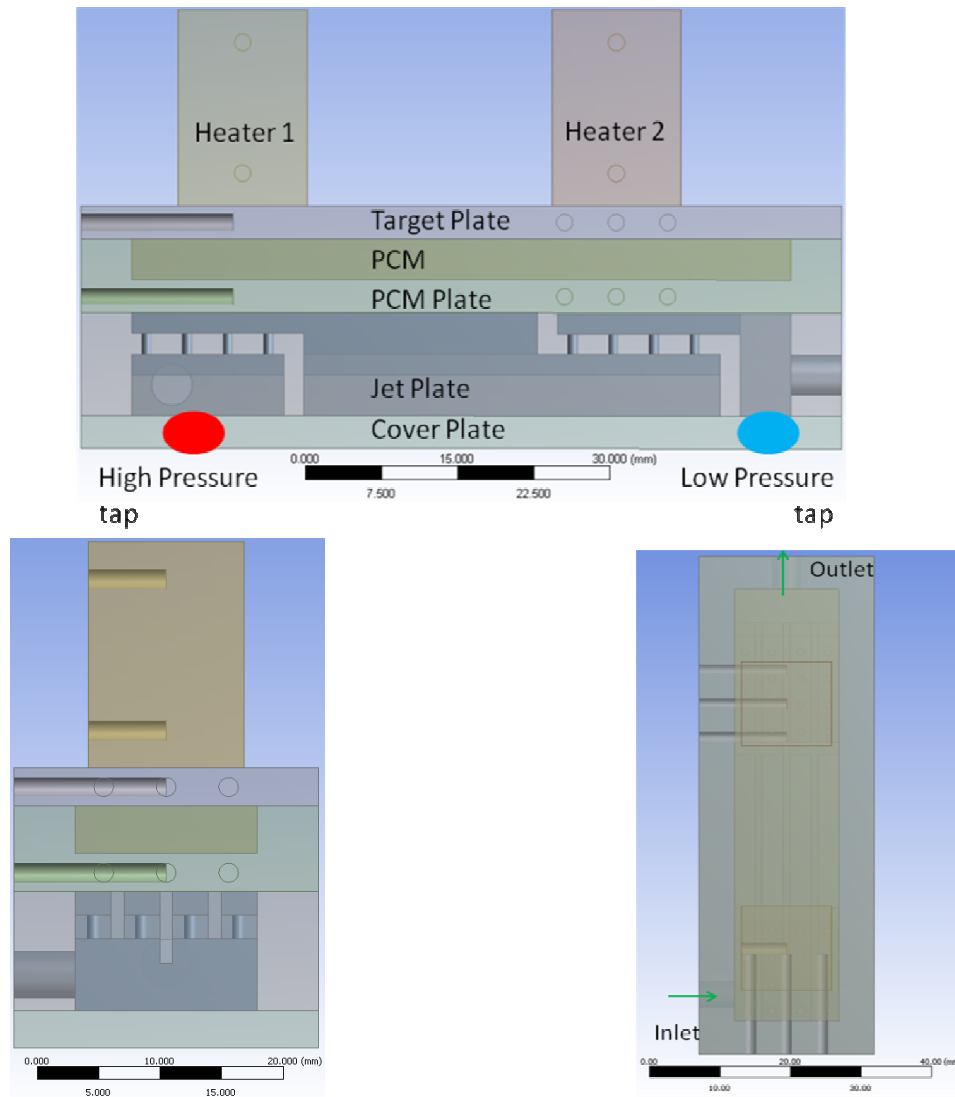 Heater 1
Heater 2
Target Plate
PCM
PCM Plate
Jet Plate
Cover Plate
High Pressure
tap
Low Pressure
tap
0.000 15.000 30.000 (mm)
7.500 22.500
Outlet
Inlet
0.000 10.000 20.000 (mm)
5.000 15.000
0.00 20.00 40.00 (m
10.00 30.00